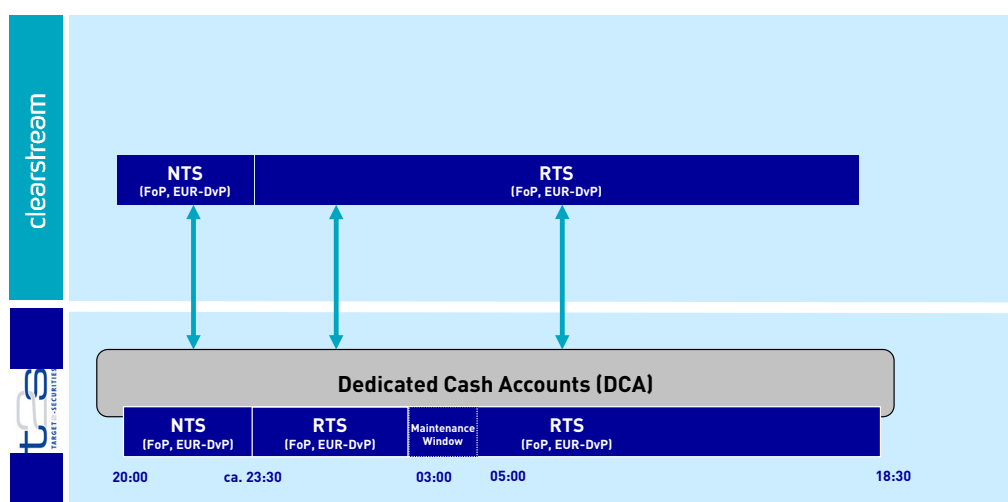 clearstream
NTS
(FoP, EUR-DvP)
RTS
(FoP, EUR-DvP)
t2s
TARGET2-SECURITIES
Dedicated Cash Accounts (DCA)
NTS
(FoP, EUR-DvP)
RTS
(FoP, EUR-DvP)
Maintenance
Window
RTS
(FoP, EUR-DvP)
20:00
ca. 23:30
03:00
05:00
18:30